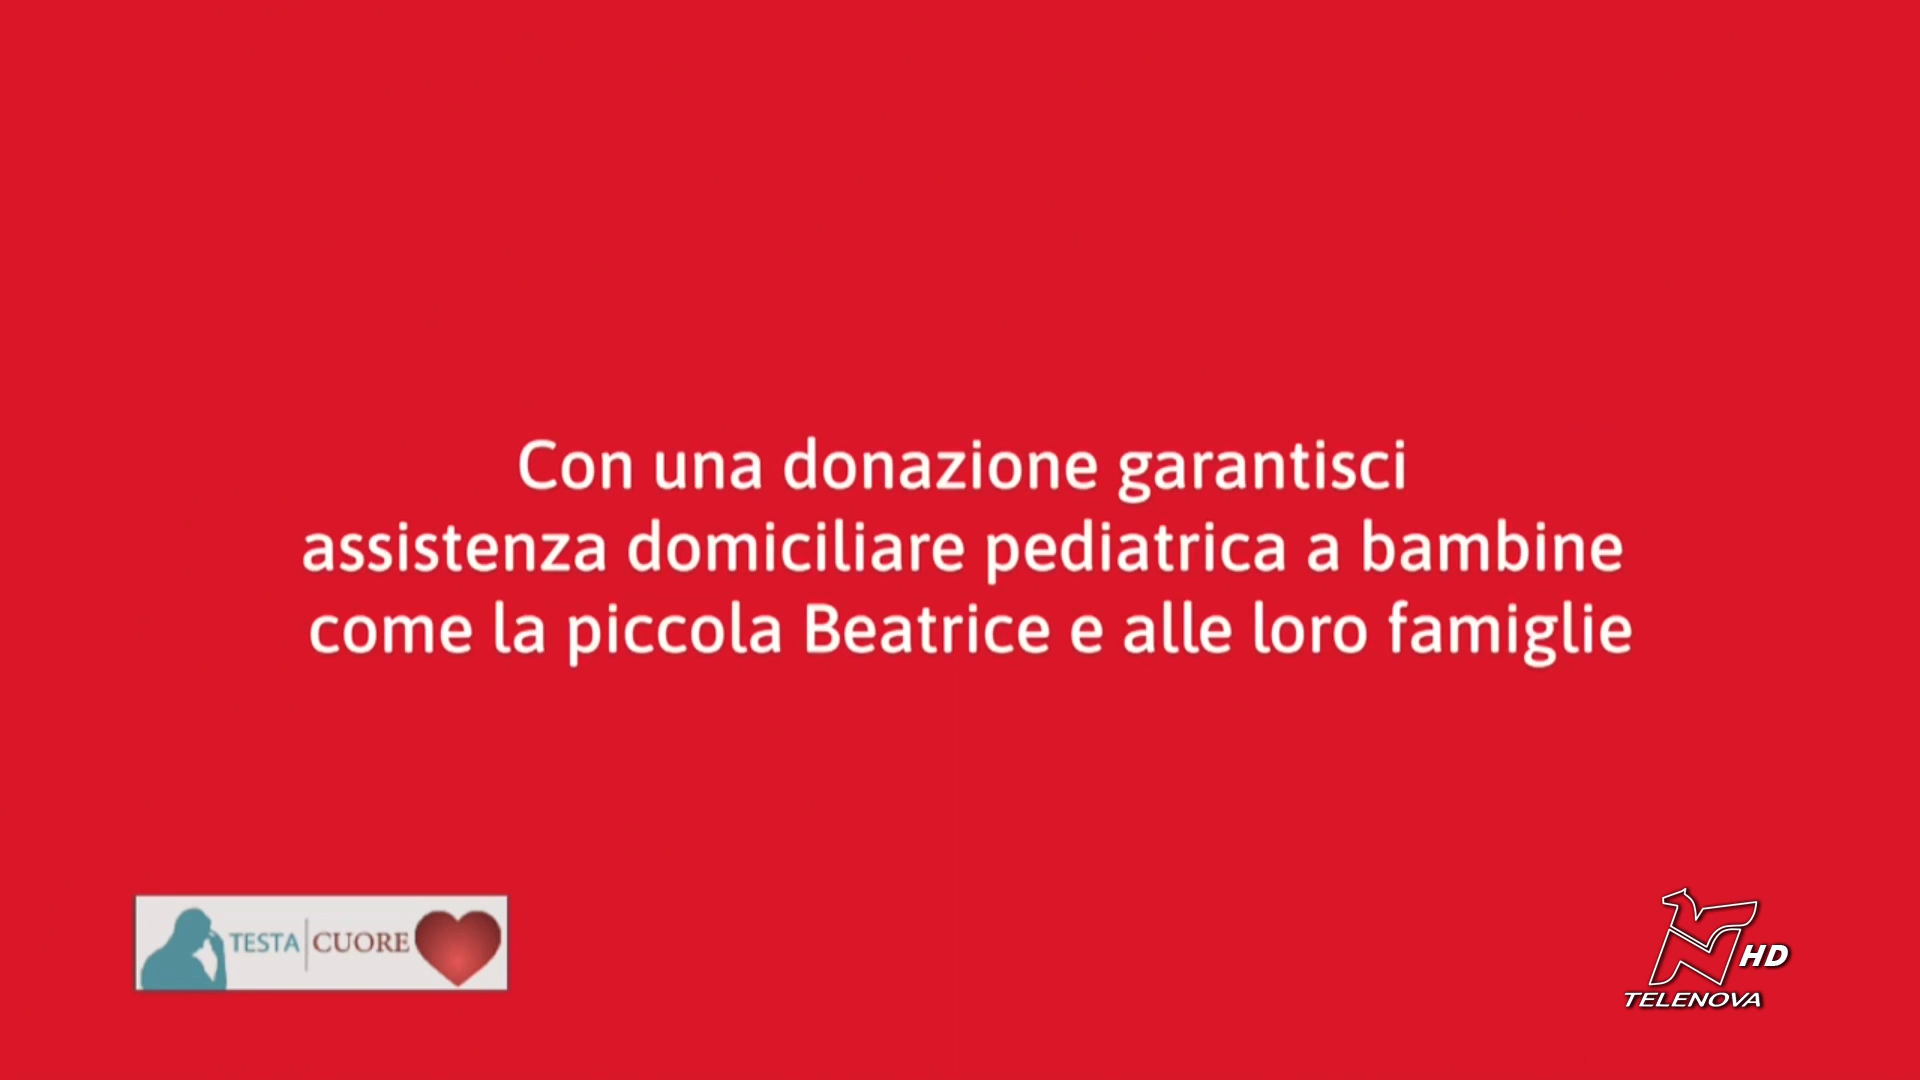 Con una donazione garantisci
assistenza domiciliare pediatrica a bambine
come la piccola Beatrice e alle loro famiglie
TESTA | CUORE
HD
TELENOVA